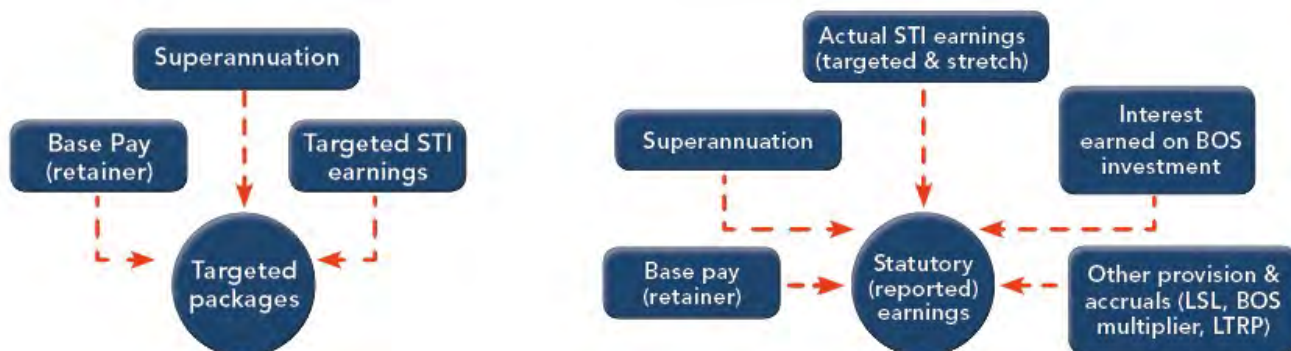 Superannuation
Base Pay
(retainer)
Targeted STI
earnings
Targeted
packages
Actual STI earnings
(targeted & stretch)
Superannuation
Interest
earned on BOS
investment
Base pay
(retainer)
Statutory
(reported)
earnings
Other provision &
accruals (LSL, BOS
multiplier, LTRP)